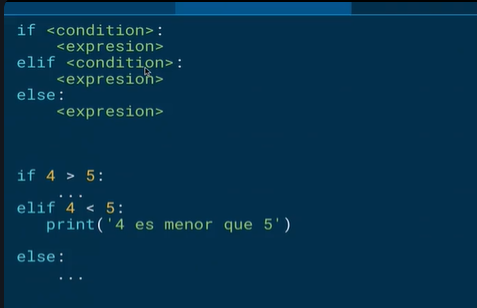 if <condition>:
    <expresion>
elif <condition>:
    <expresion>
else:
    <expresion>
if 4 > 5:
    ...
elif 4 < 5:
   print('4 es menor que 5')
else:
    ...